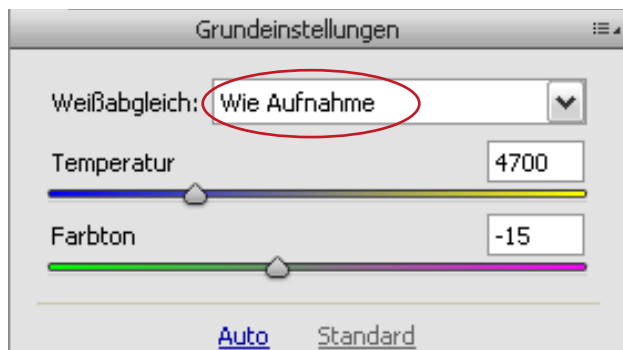 Grundeinstellungen
Weißabgleich: Wie Aufnahme
Temperatur 4700
Farbton -15
Auto Standard